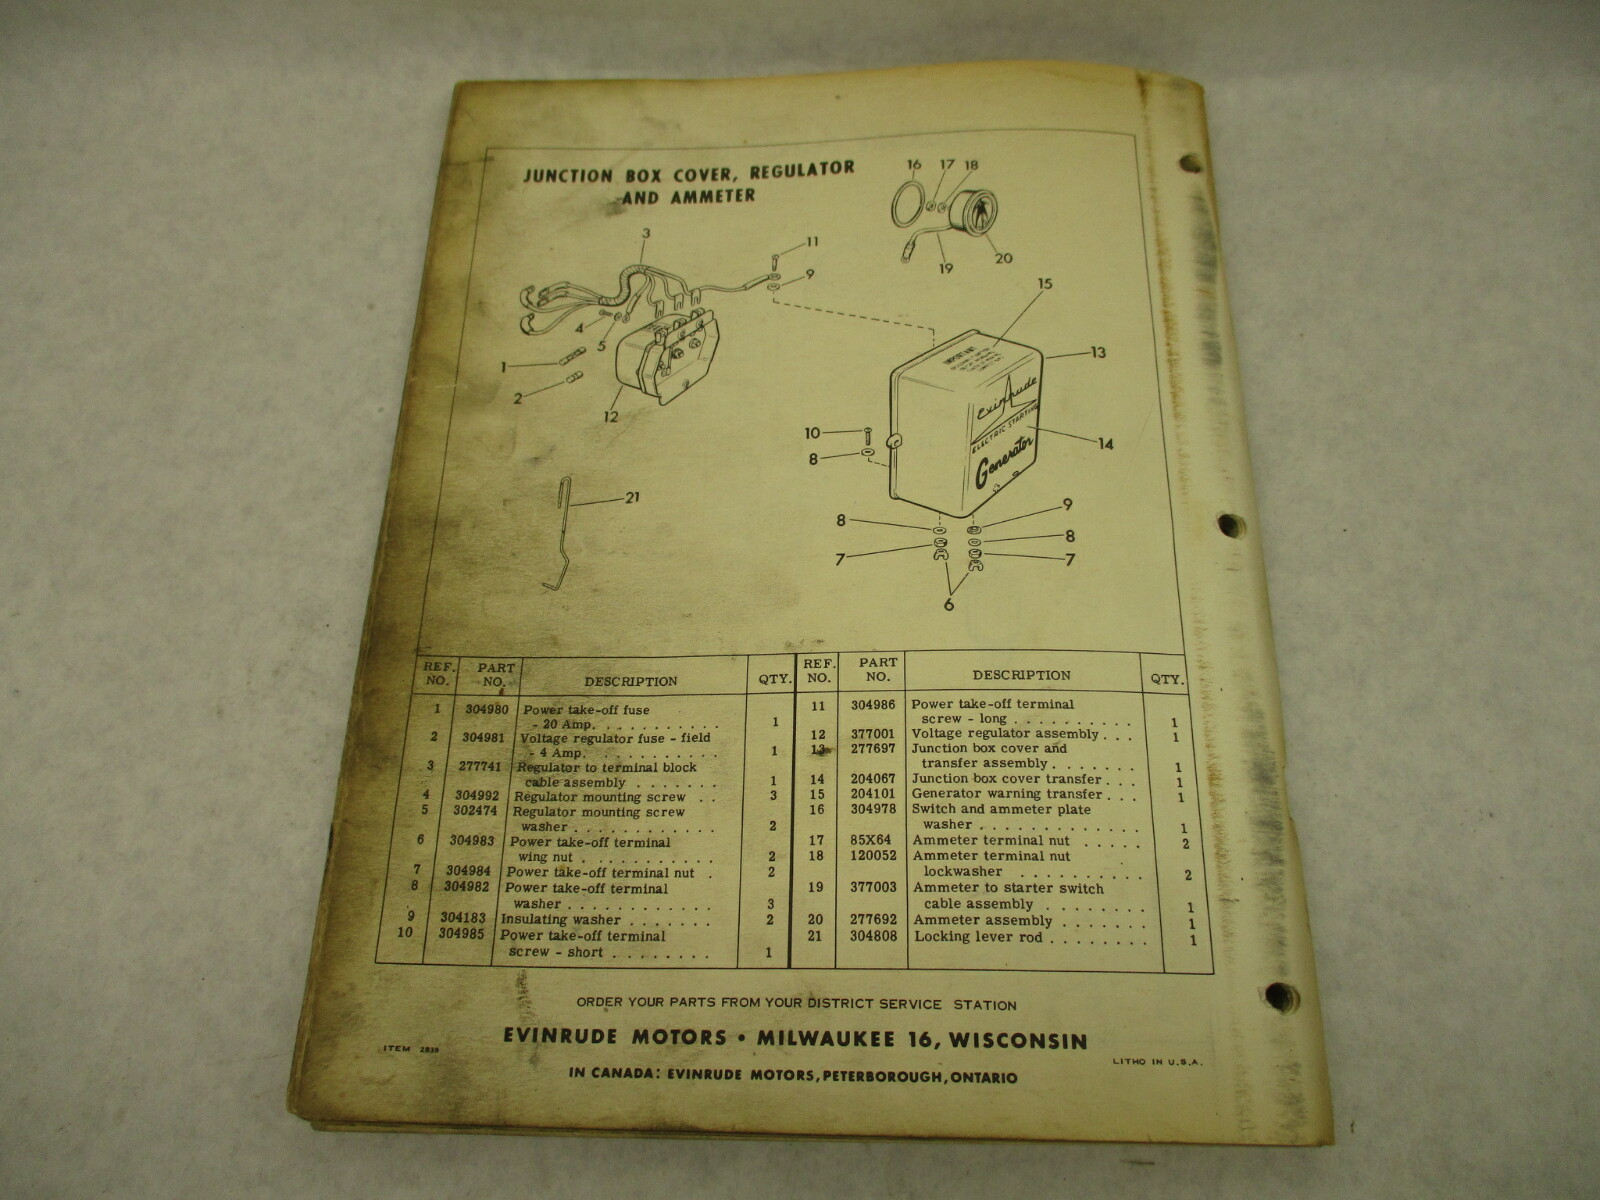 JUNCTION BOX COVER, REGULATOR
AND AMMETER
16 17 18
3
11
9
19
20
15
4
5
1
2
12
13
IMPORTANT
Evinrude
ELECTRIC STARTING
Generator
10
8
14
21
8
9
8
7
7
6
REF. NO. PART NO. DESCRIPTION QTY.
1 304980 Power take-off fuse
- 20 Amp. . . . . . . . . . 1
2 304981 Voltage regulator fuse - field
- 4 Amp. . . . . . . . . . . 1
3 277741 Regulator to terminal block
cable assembly . . . . . . . 1
4 304992 Regulator mounting screw . . 3
5 302474 Regulator mounting screw
washer . . . . . . . . . . . . 2
6 304983 Power take-off terminal
wing nut . . . . . . . . . . . 2
7 304984 Power take-off terminal nut . 2
8 304982 Power take-off terminal
washer . . . . . . . . . . . . 3
9 304183 Insulating washer . . . . . . . 2
10 304985 Power take-off terminal
screw - short . . . . . . . . 1
REF. NO. PART NO. DESCRIPTION QTY.
11 304986 Power take-off terminal
screw - long . . . . . . . . . . 1
12 377001 Voltage regulator assembly . . . 1
13 277697 Junction box cover and
transfer assembly . . . . . . . 1
14 204067 Junction box cover transfer . . . 1
15 204101 Generator warning transfer . . . 1
16 304978 Switch and ammeter plate
washer . . . . . . . . . . . . . 1
17 85X64 Ammeter terminal nut . . . . . 2
18 120052 Ammeter terminal nut
lockwasher . . . . . . . . . . 2
19 377003 Ammeter to starter switch
cable assembly . . . . . . . . 1
20 277692 Ammeter assembly . . . . . . . 1
21 304808 Locking lever rod . . . . . . . . 1
ORDER YOUR PARTS FROM YOUR DISTRICT SERVICE STATION
EVINRUDE MOTORS • MILWAUKEE 16, WISCONSIN
ITEM 2839
LITHO IN U.S.A.
IN CANADA: EVINRUDE MOTORS, PETERBOROUGH, ONTARIO